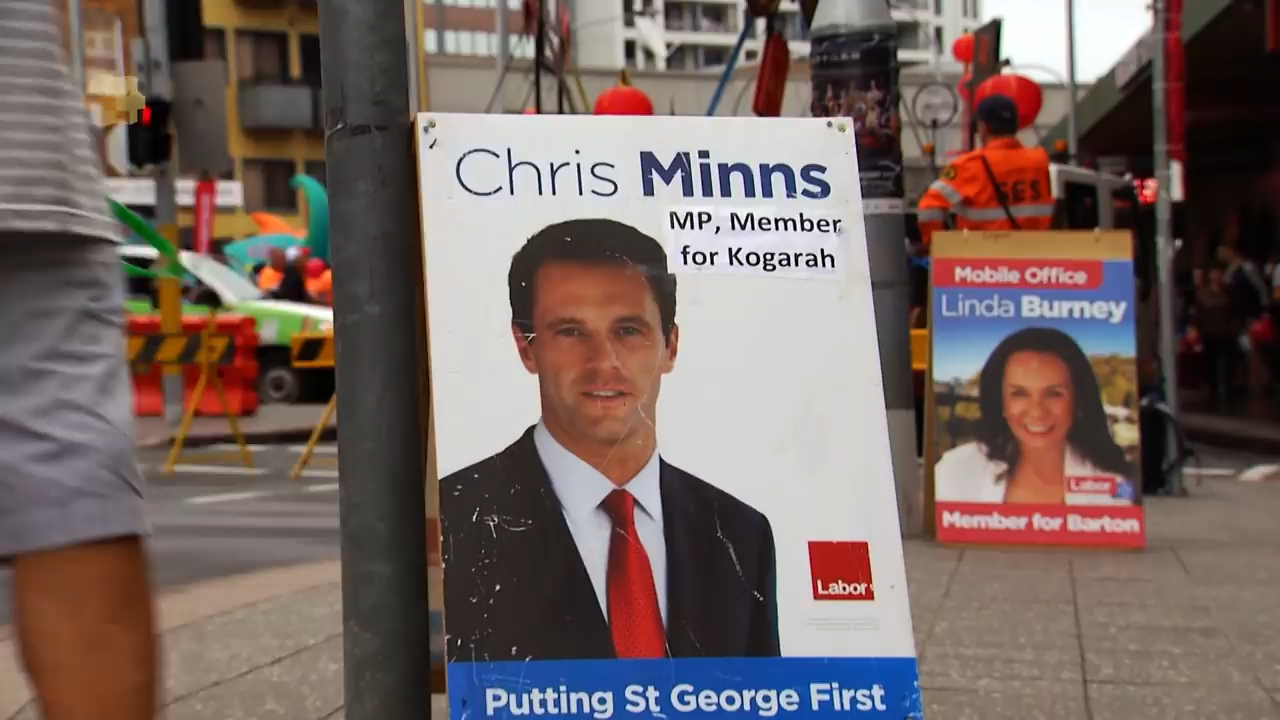 Chris Minns
MP, Member
for Kogarah
Labor
Putting St George First
SES
Mobile Office
Linda Burney
Labor
Member for Barton